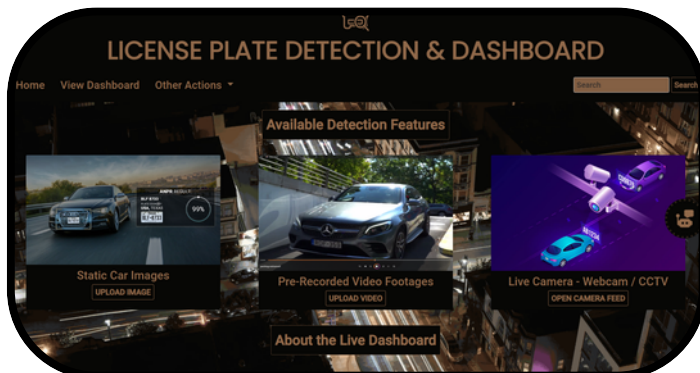 LICENSE PLATE DETECTION & DASHBOARD
Home View Dashboard Other Actions Search Search
Available Detection Features
99%
Static Car Images
UPLOAD IMAGE
Pre-Recorded Video Footages
UPLOAD VIDEO
Live Camera - Webcam / CCTV
OPEN CAMERA FEED
About the Live Dashboard